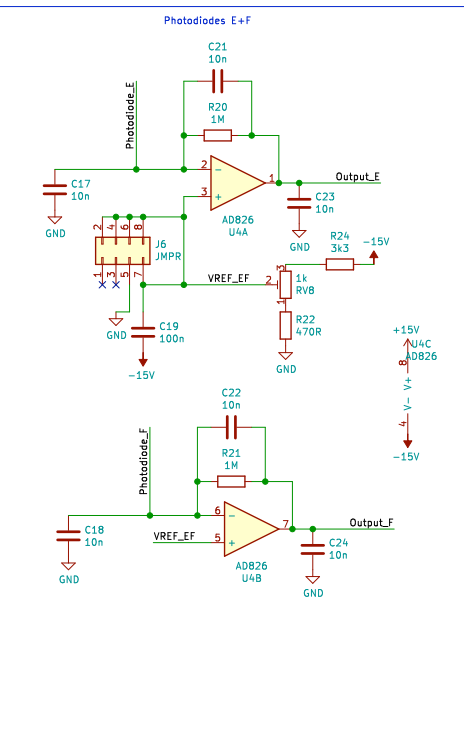 Photodiodes E+F
C21
10n
Photodiode_E
R20
1M
2
−
1
3
+
Output_E
C17
10n
GND
AD826
U4A
C23
10n
GND
2
4
6
8
J6
JMPR
1
3
5
7
R24
3k3
−15V
VREF_EF
2
3
1
1k
RV8
GND
C19
100n
−15V
R22
470R
GND
+15V
U4C
AD826
8
V+
V−
4
−15V
C22
10n
Photodiode_F
R21
1M
6
−
7
5
+
Output_F
VREF_EF
C18
10n
GND
AD826
U4B
C24
10n
GND